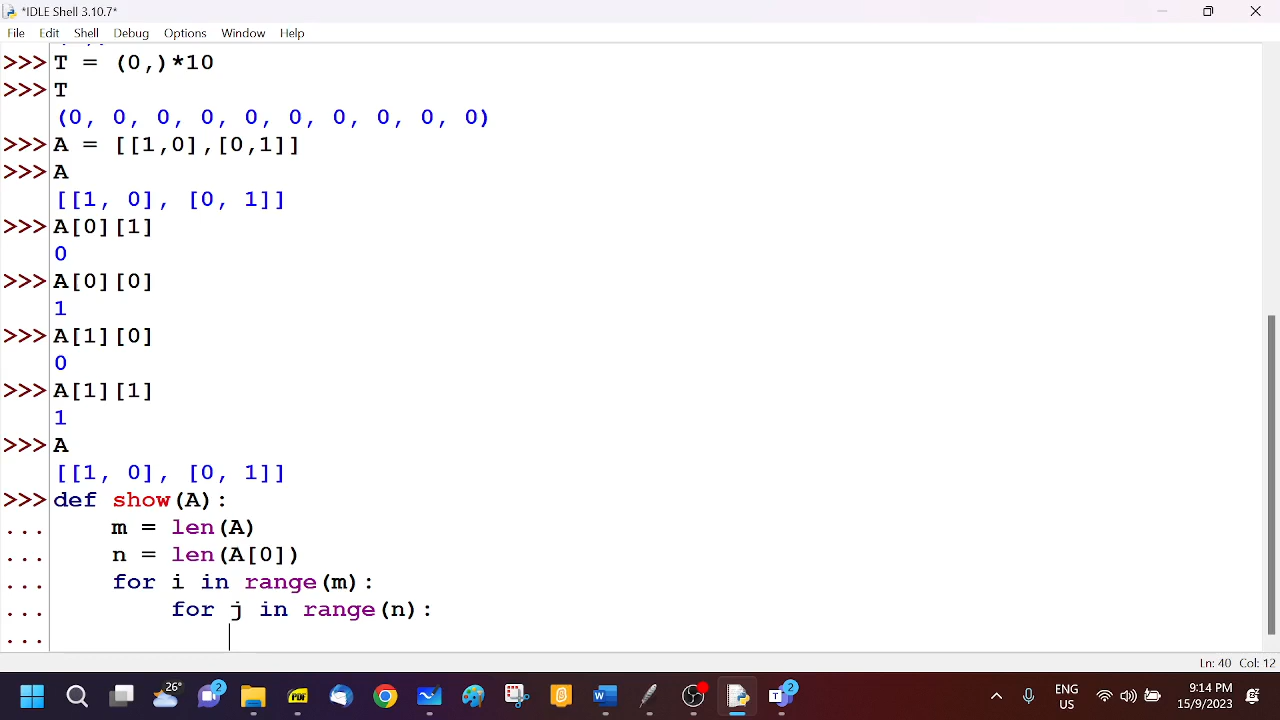 *IDLE Shell 3.10.7*
File Edit Shell Debug Options Window Help
>>> T = (0,)*10
>>> T
(0, 0, 0, 0, 0, 0, 0, 0, 0, 0)
>>> A = [[1,0],[0,1]]
>>> A
[[1, 0], [0, 1]]
>>> A[0][1]
0
>>> A[0][0]
1
>>> A[1][0]
0
>>> A[1][1]
1
>>> A
[[1, 0], [0, 1]]
>>> def show(A):
...     m = len(A)
...     n = len(A[0])
...     for i in range(m):
...         for j in range(n):
...
Ln: 40 Col: 12
26° 2 PDF W T 2 ENG 9:14 PM
US 15/9/2023